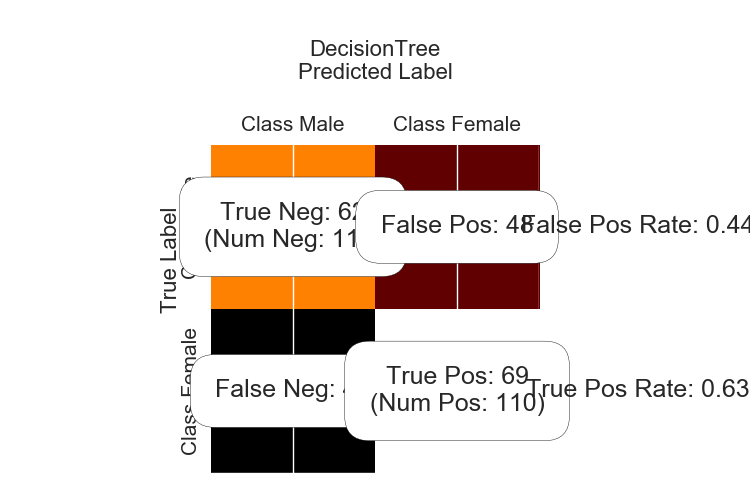 DecisionTree
Predicted Label
Class Male Class Female
True Label
True Neg: 62
(Num Neg: 11
False Pos: 48
False Pos Rate: 0.44
Class Female
False Neg:
True Pos: 69
(Num Pos: 110)
True Pos Rate: 0.63